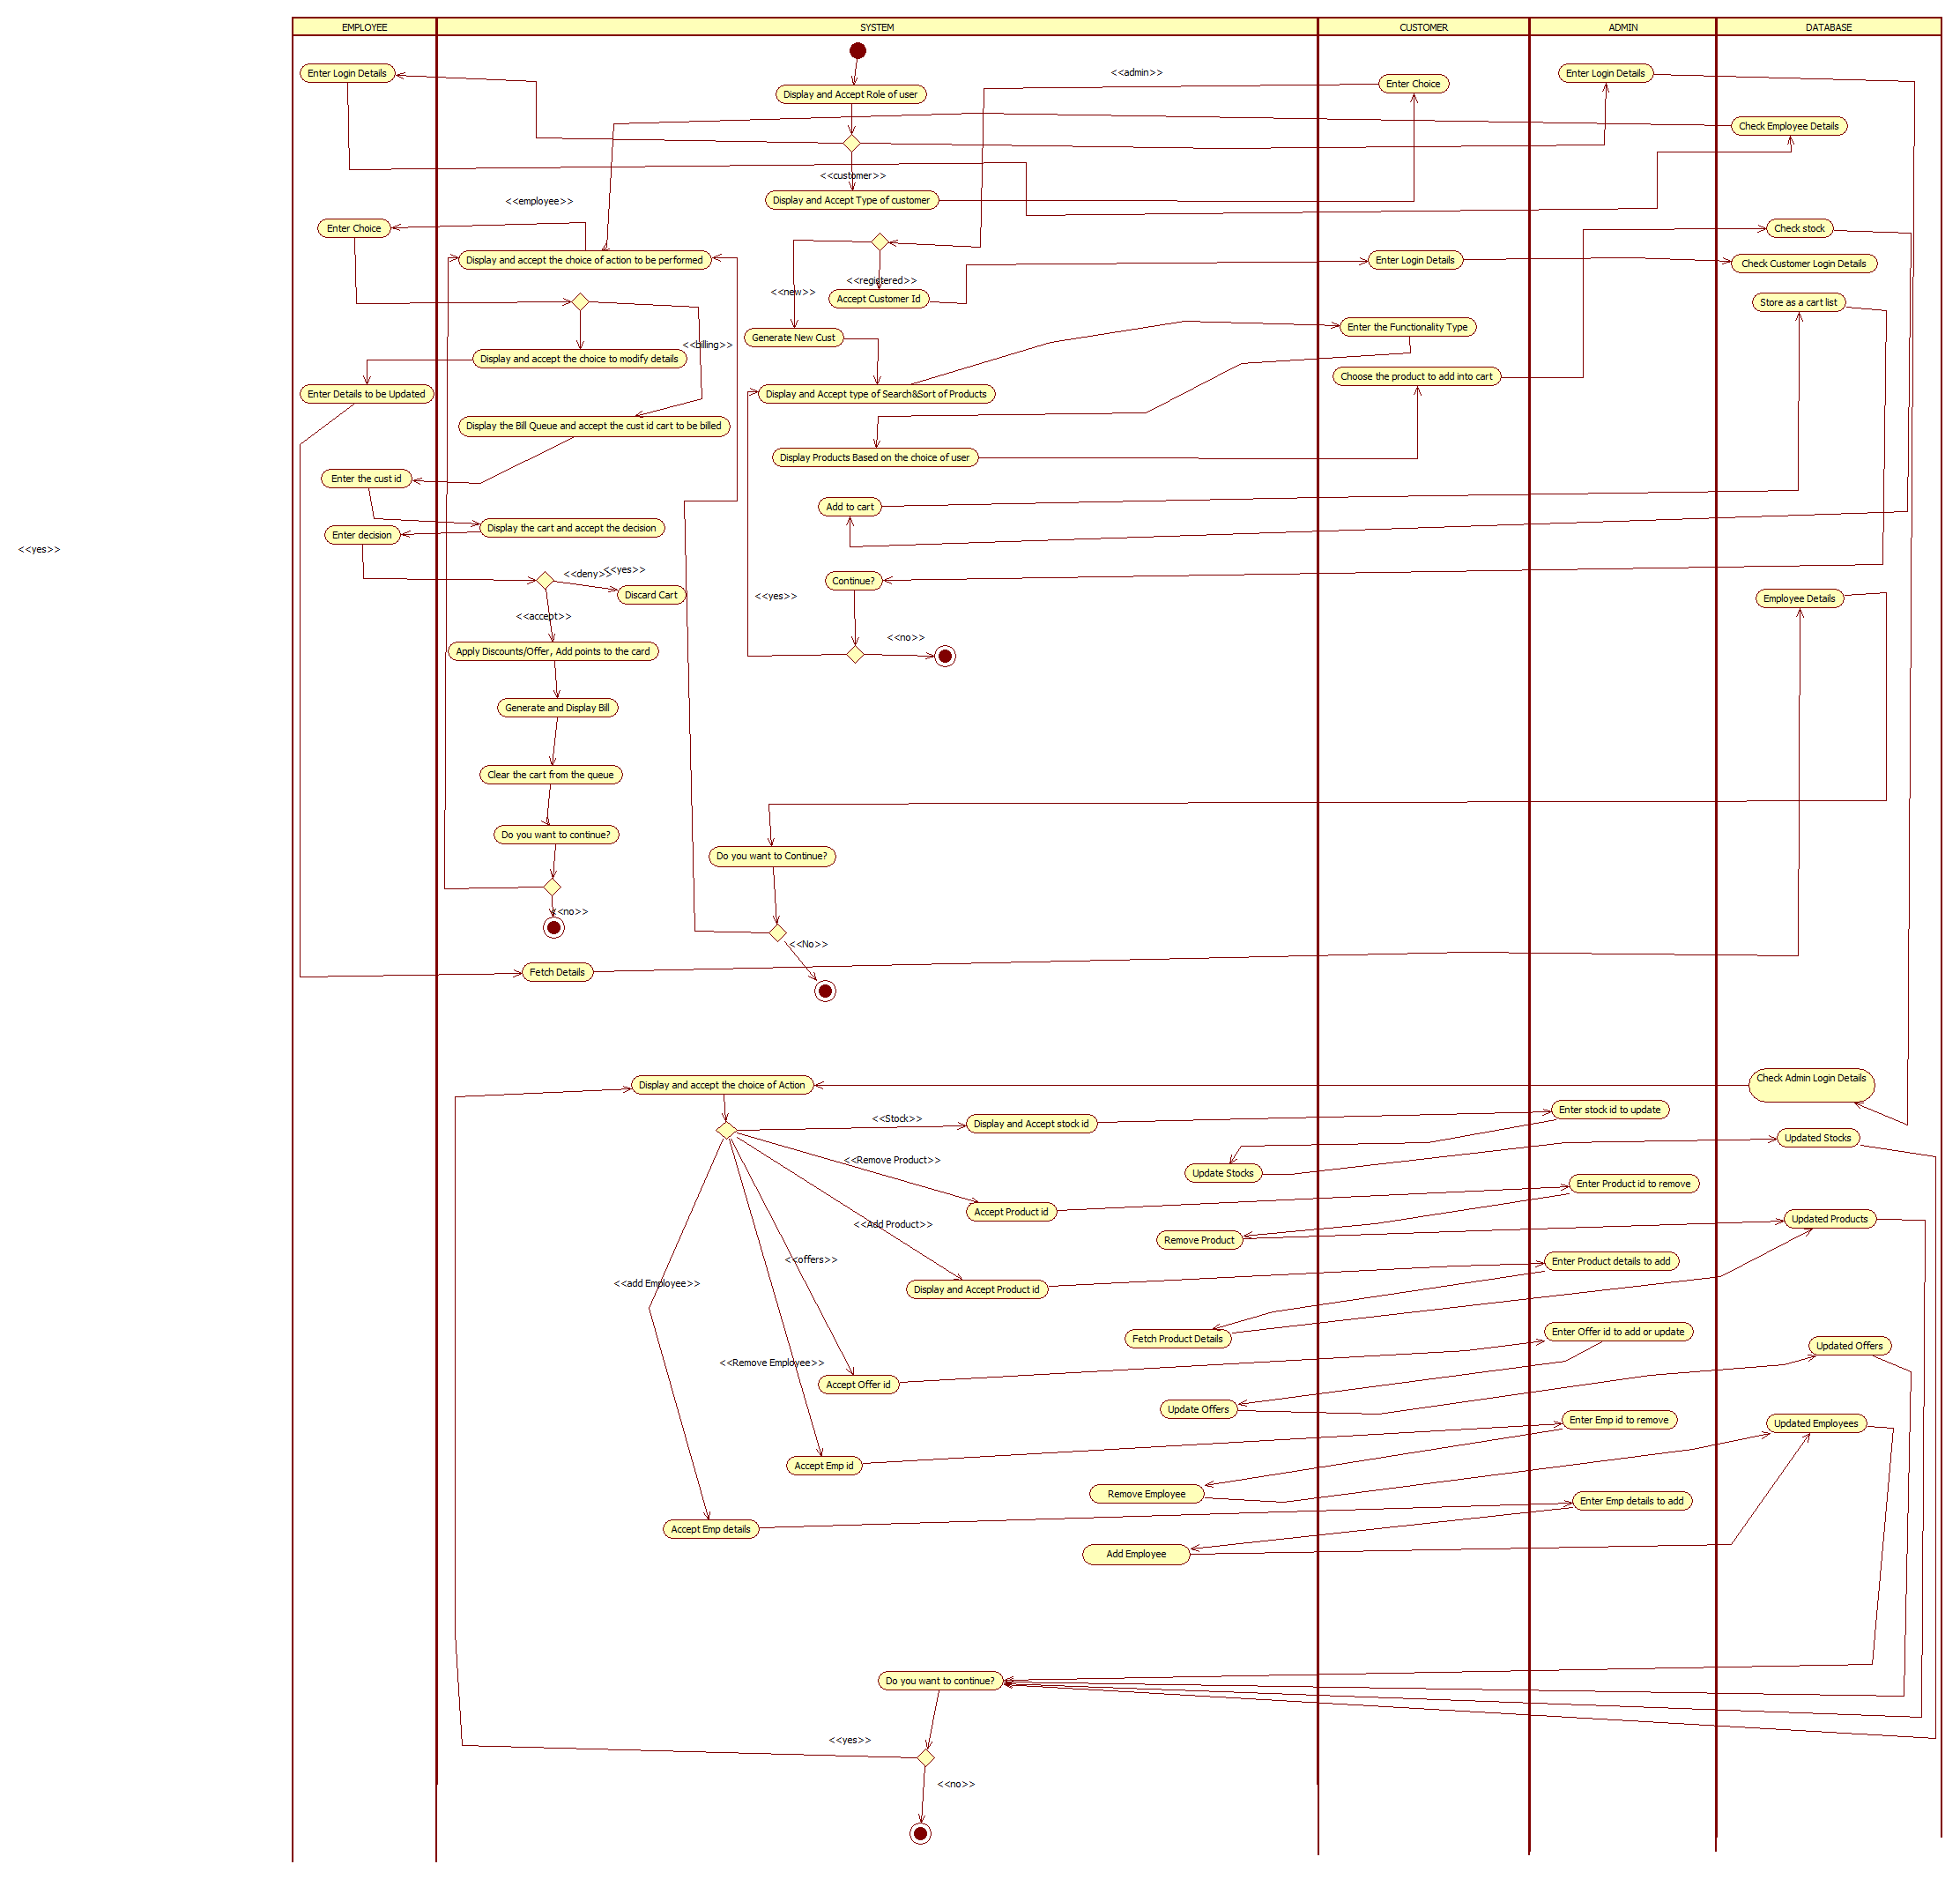 EMPLOYEE
SYSTEM
CUSTOMER
ADMIN
DATABASE
Enter Login Details
<<admin>>
Enter Choice
Enter Login Details
Display and Accept Role of user
Check Employee Details
<<customer>>
Display and Accept Type of customer
<<employee>>
Enter Choice
Check stock
Display and accept the choice of action to be performed
Enter Login Details
Check Customer Login Details
<<registered>>
<<new>>
Accept Customer Id
Store as a cart list
Generate New Cust
Enter the Functionality Type
<<billing>>
Display and accept the choice to modify details
Choose the product to add into cart
Enter Details to be Updated
Display and Accept type of Search&Sort of Products
Display the Bill Queue and accept the cust id cart to be billed
Display Products Based on the choice of user
Enter the cust id
Add to cart
Display the cart and accept the decision
Enter decision
<<yes>>
<<deny>>
<<yes>>
Continue?
Discard Cart
<<yes>>
Employee Details
<<accept>>
<<no>>
Apply Discounts/Offer, Add points to the card
Generate and Display Bill
Clear the cart from the queue
Do you want to continue?
Do you want to Continue?
<<no>>
<<No>>
Fetch Details
Display and accept the choice of Action
Check Admin Login Details
Enter stock id to update
<<Stock>>
Display and Accept stock id
Updated Stocks
<<Remove Product>>
Update Stocks
Enter Product id to remove
Accept Product id
Updated Products
<<Add Product>>
Remove Product
<<offers>>
Enter Product details to add
<<add Employee>>
Display and Accept Product id
Enter Offer id to add or update
Fetch Product Details
Updated Offers
<<Remove Employee>>
Accept Offer id
Update Offers
Enter Emp id to remove
Updated Employees
Accept Emp id
Remove Employee
Enter Emp details to add
Accept Emp details
Add Employee
Do you want to continue?
<<yes>>
<<no>>